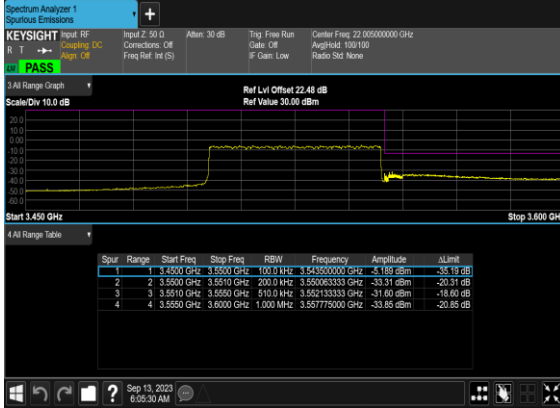 Spectrum Analyzer 1
Spurious Emissions
+
KEYSIGHT Input: RF Input Z: 50 Ω Atten: 30 dB Trig: Free Run Center Freq: 22.005000000 GHz
R T Coupling: DC Corrections: Off Gate: Off Avg|Hold: 100/100
Align: Off Freq Ref: Int (S) IF Gain: Low Radio Std: None
PASS
3 All Range Graph
Ref Lvl Offset 22.48 dB
Scale/Div 10.0 dB Ref Value 30.00 dBm
20.0
10.0
0.00
-10.0
-20.0
-30.0
-40.0
-50.0
-60.0
Start 3.450 GHz Stop 3.600 GH
4 All Range Table
Spur Range Start Freq Stop Freq RBW Frequency Amplitude ΔLimit
1 1 3.4500 GHz 3.5500 GHz 100.0 kHz 3.543500000 GHz -5.189 dBm -35.19 dB
2 2 3.5500 GHz 3.5510 GHz 200.0 kHz 3.550063333 GHz -33.31 dBm -20.31 dB
3 3 3.5510 GHz 3.5550 GHz 510.0 kHz 3.552133333 GHz -31.60 dBm -18.60 dB
4 4 3.5550 GHz 3.6000 GHz 1.000 MHz 3.557775000 GHz -33.85 dBm -20.85 dB
? Sep 13, 2023
6:05:30 AM